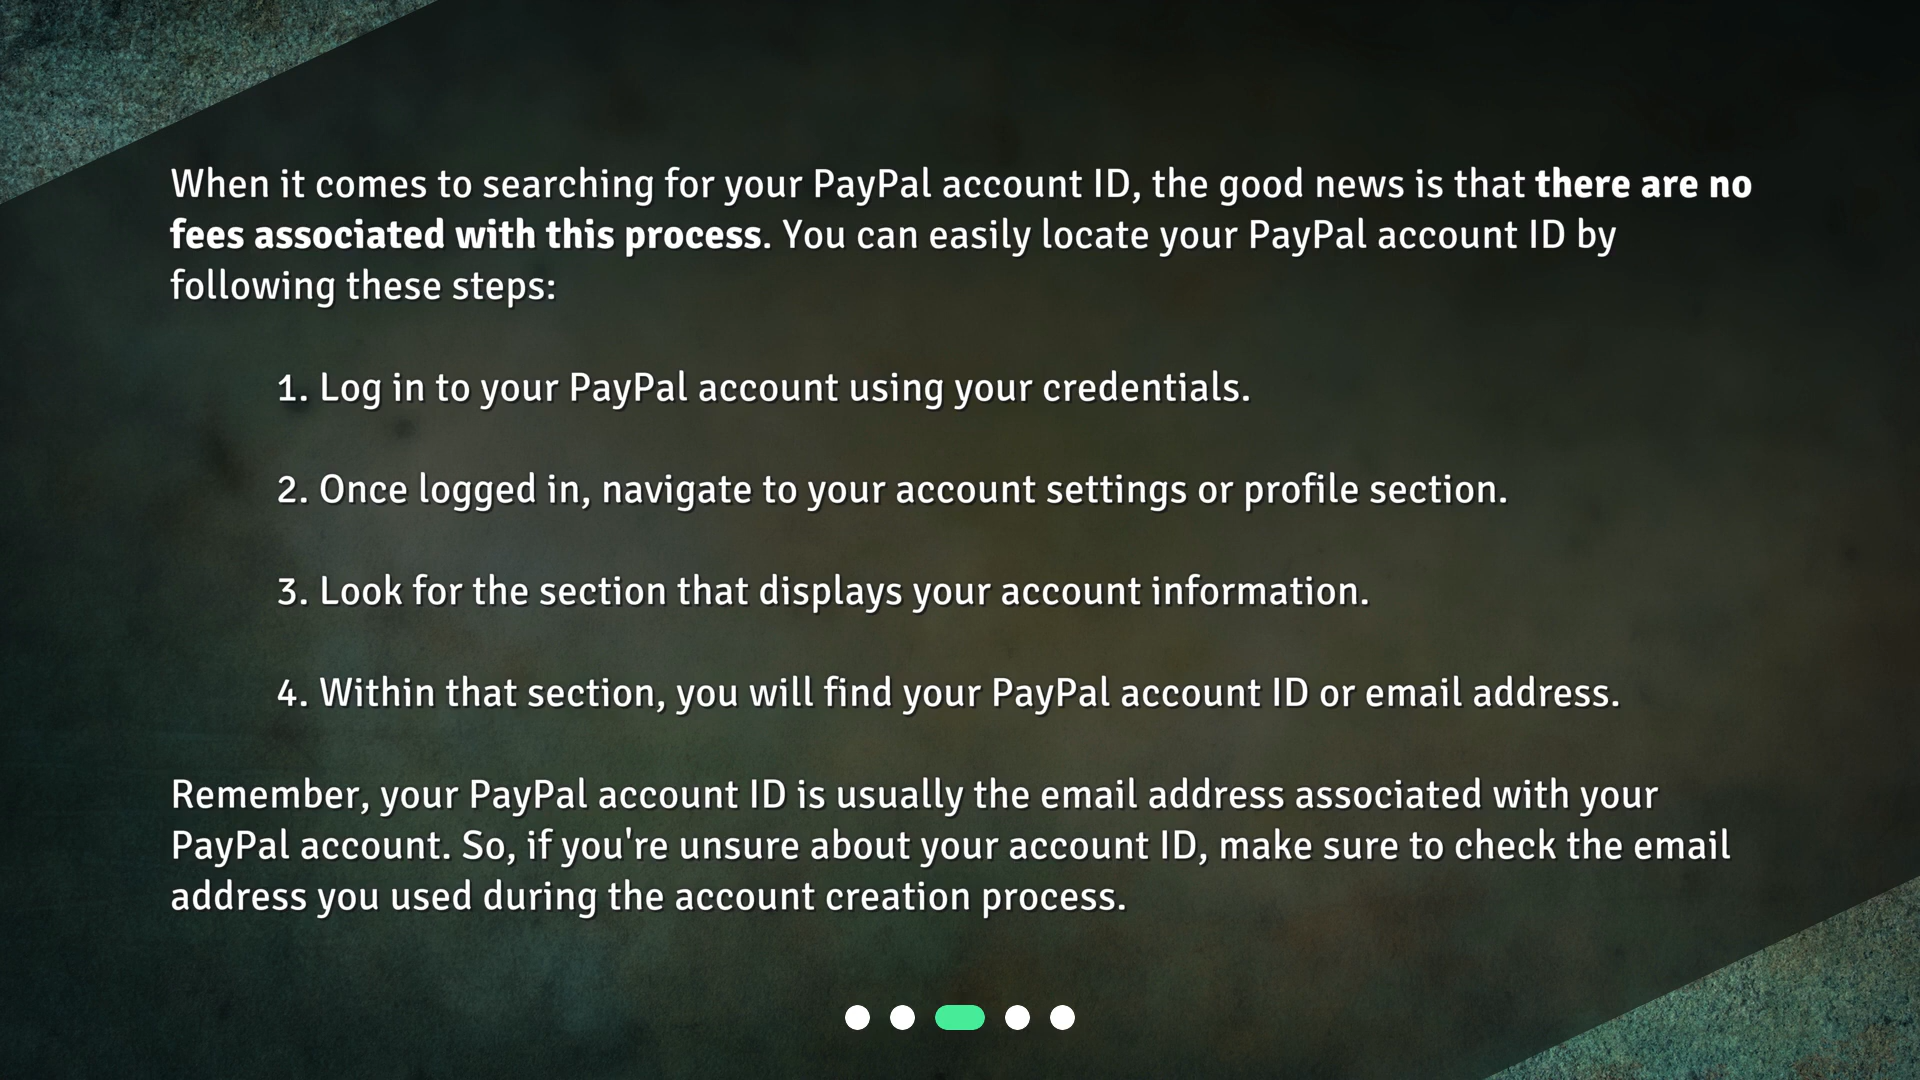 When it comes to searching for your PayPal account ID, the good news is that there are no
fees associated with this process. You can easily locate your PayPal account ID by
following these steps:
1. Log in to your PayPal account using your credentials.
2. Once logged in, navigate to your account settings or profile section.
3. Look for the section that displays your account information.
4. Within that section, you will find your PayPal account ID or email address.
Remember, your PayPal account ID is usually the email address associated with your
PayPal account. So, if you're unsure about your account ID, make sure to check the email
address you used during the account creation process.